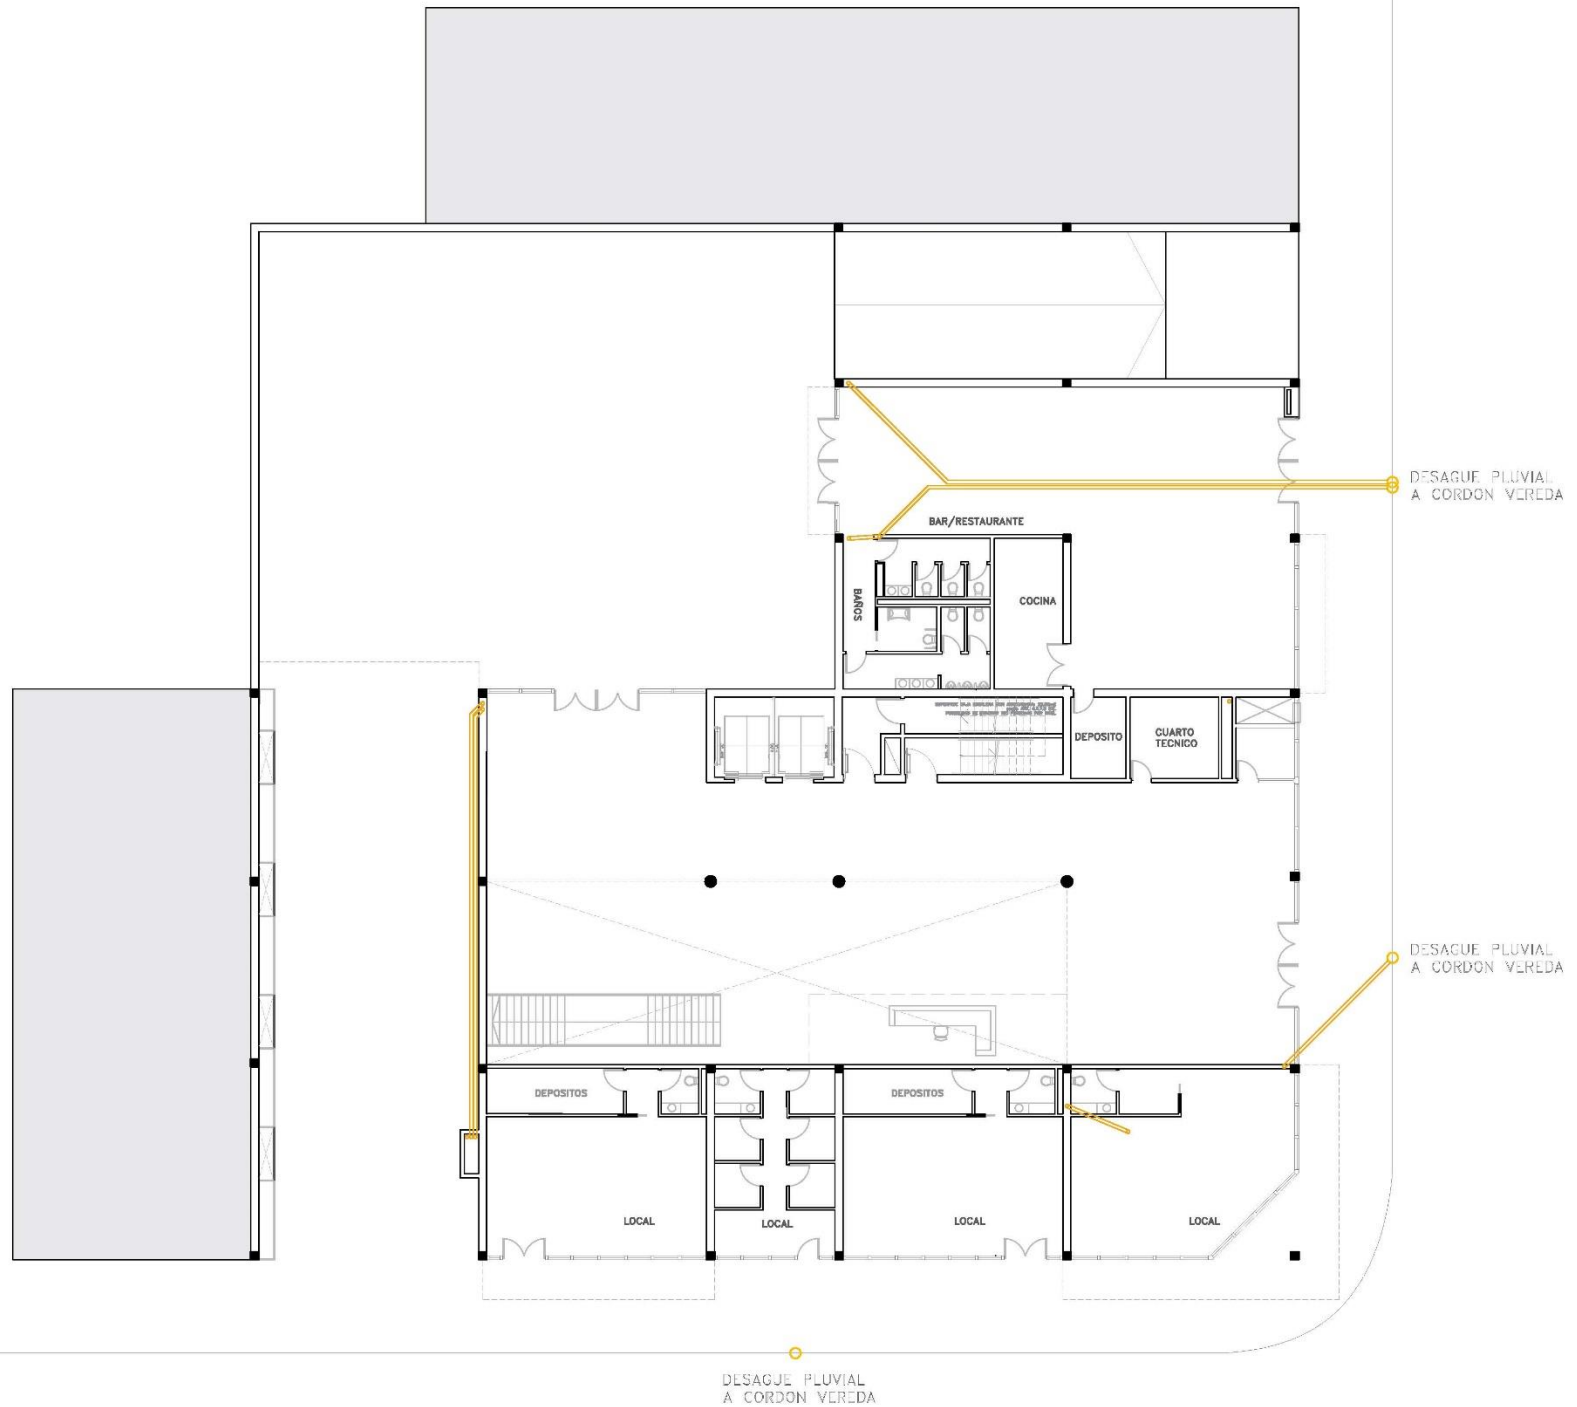 DESAGUE PLUVIAL
A CORDON VEREDA
BAR/RESTAURANTE
BAÑOS
COCINA
DEPOSITO
CUARTO
TECNICO
DESAGUE PLUVIAL
A CORDON VEREDA
DEPOSITOS
DEPOSITOS
LOCAL
LOCAL
LOCAL
LOCAL
DESAGUE PLUVIAL
A CORDON VEREDA